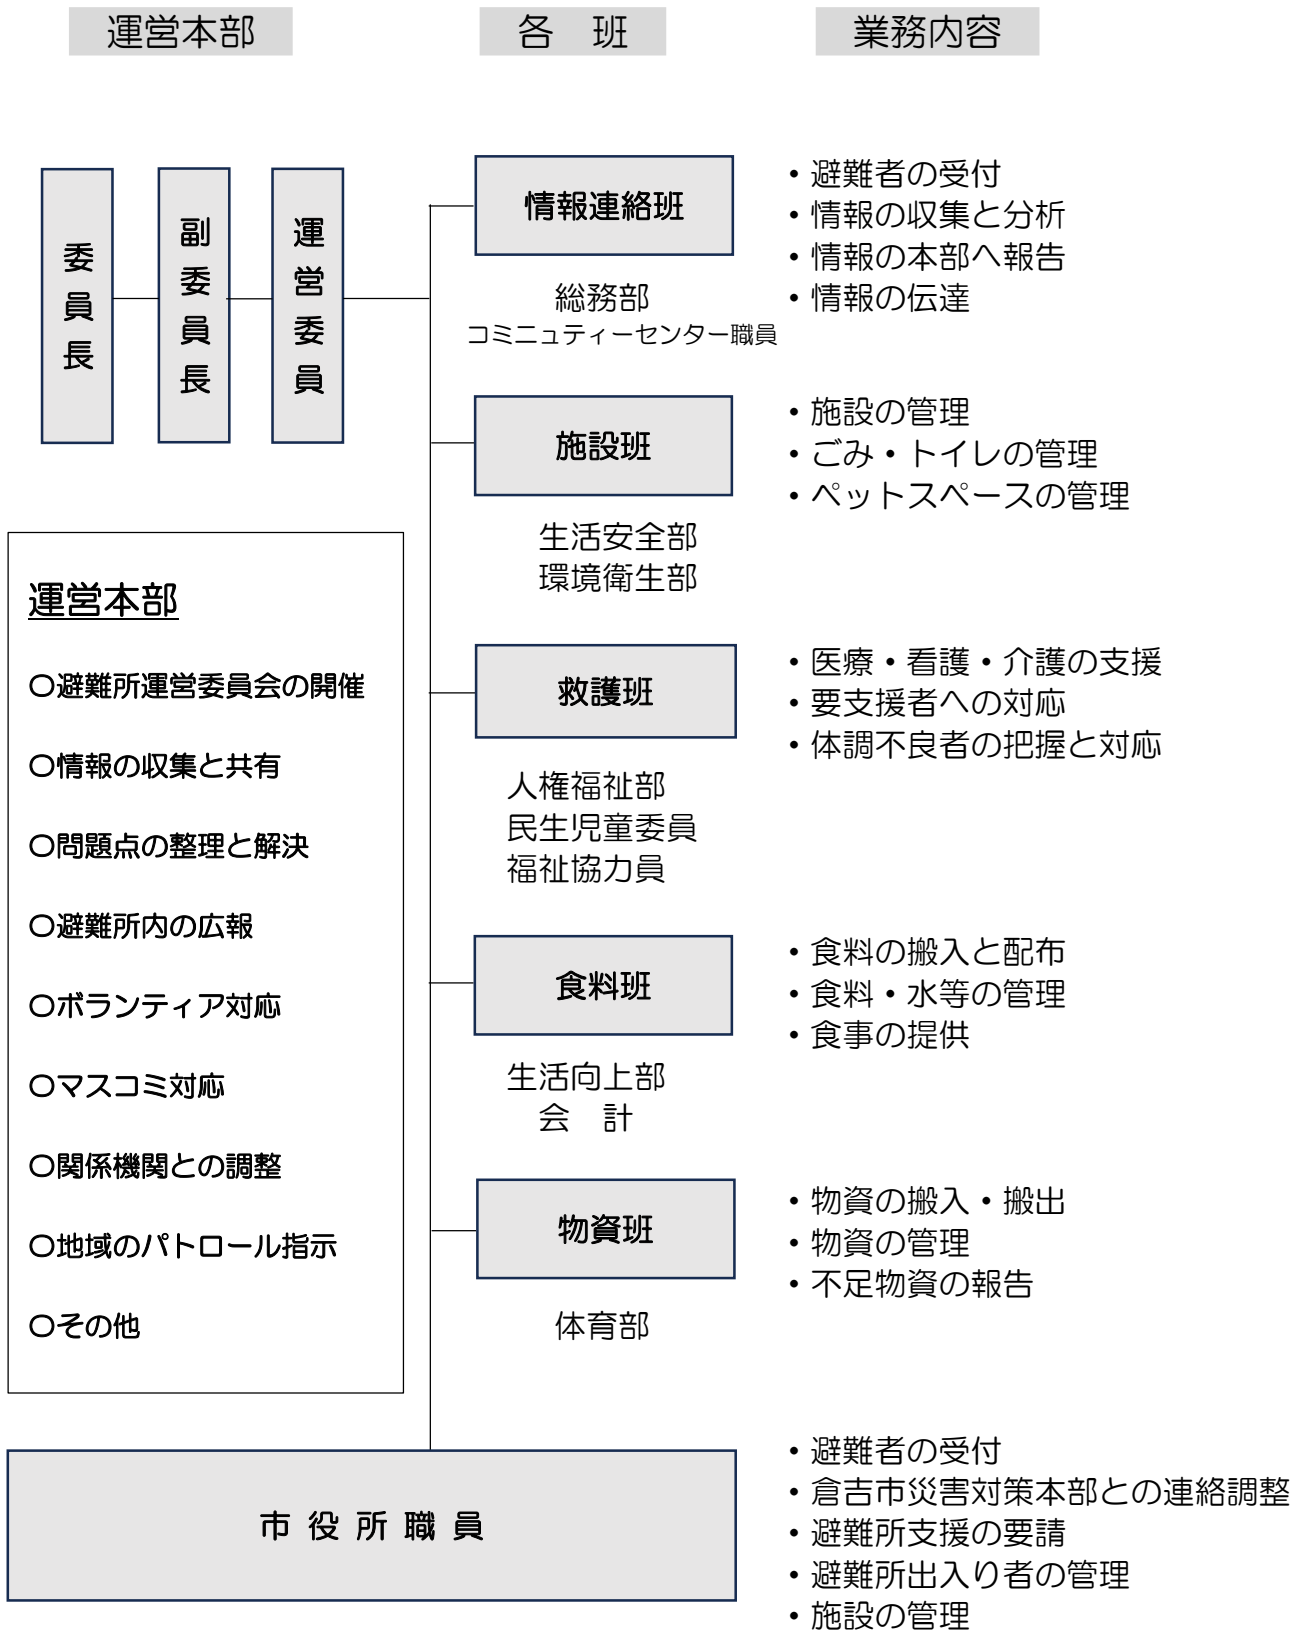 運営本部
各　班
業務内容
委員長
副委員長
運営委員
情報連絡班
総務部
コミニュティーセンター職員
・避難者の受付
・情報の収集と分析
・情報の本部へ報告
・情報の伝達
施設班
生活安全部
環境衛生部
・施設の管理
・ごみ・トイレの管理
・ペットスペースの管理
救護班
人権福祉部
民生児童委員
福祉協力員
・医療・看護・介護の支援
・要支援者への対応
・体調不良者の把握と対応
食料班
生活向上部
会　計
・食料の搬入と配布
・食料・水等の管理
・食事の提供
物資班
体育部
・物資の搬入・搬出
・物資の管理
・不足物資の報告
運営本部
〇避難所運営委員会の開催
〇情報の収集と共有
〇問題点の整理と解決
〇避難所内の広報
〇ボランティア対応
〇マスコミ対応
〇関係機関との調整
〇地域のパトロール指示
〇その他
市 役 所 職 員
・避難者の受付
・倉吉市災害対策本部との連絡調整
・避難所支援の要請
・避難所出入り者の管理
・施設の管理